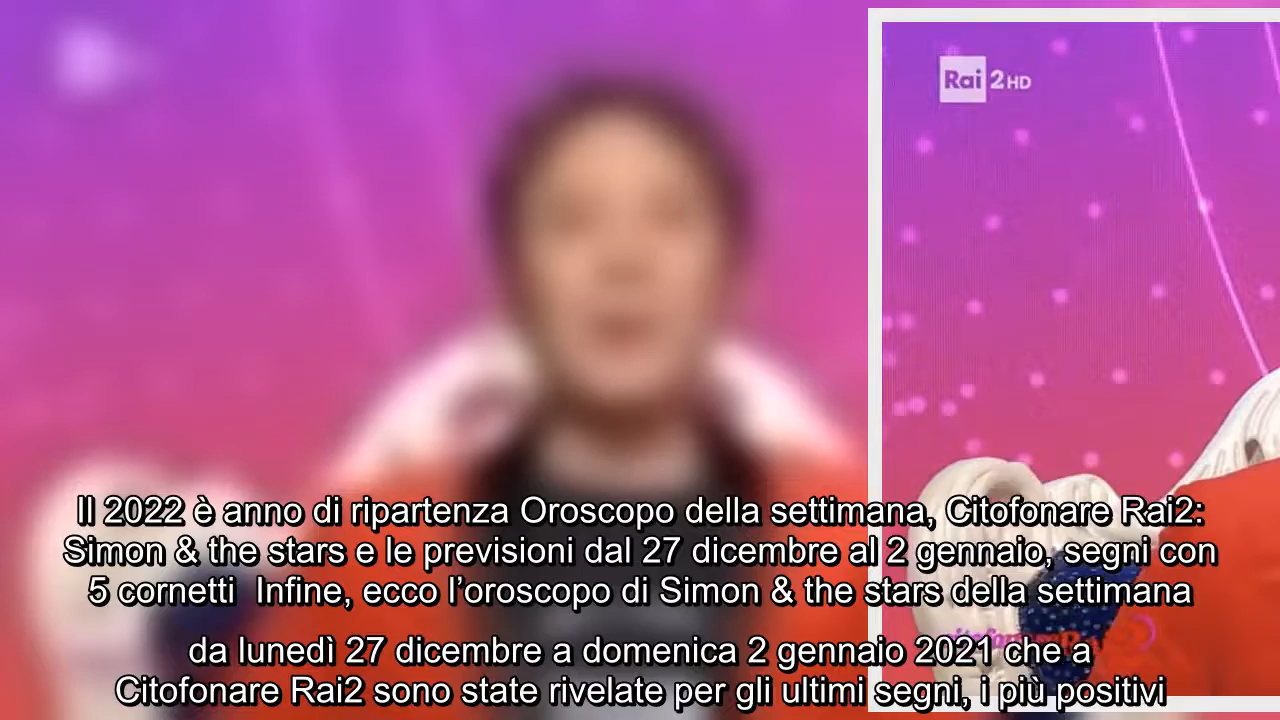 Rai 2HD
Il 2022 è anno di ripartenza Oroscopo della settimana, Citofonare Rai2:
Simon & the stars e le previsioni dal 27 dicembre al 2 gennaio, segni con
5 cornetti  Infine, ecco l’oroscopo di Simon & the stars della settimana
da lunedì 27 dicembre a domenica 2 gennaio 2021 che a
Citofonare Rai2 sono state rivelate per gli ultimi segni, i più positivi